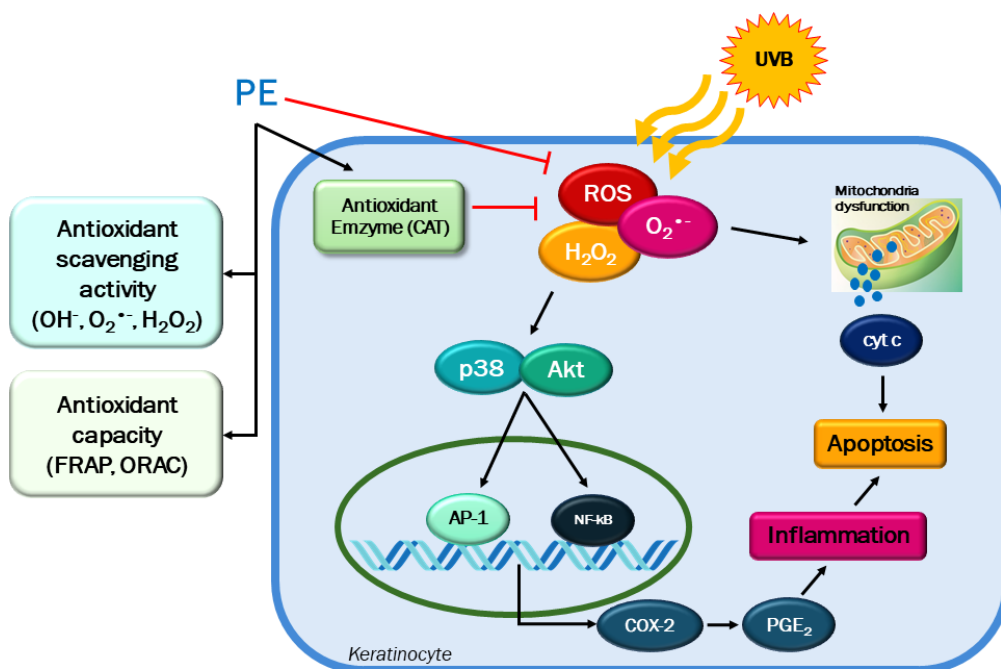 UVB
PE
ROS
O₂•-
H₂O₂
Antioxidant
Emzyme (CAT)
Mitochondria
dysfunction
Antioxidant
scavenging
activity
(OH-, O₂•-, H₂O₂)
cyt c
p38
Akt
Antioxidant
capacity
(FRAP, ORAC)
Apoptosis
AP-1
NF-kB
Inflammation
COX-2
PGE₂
Keratinocyte